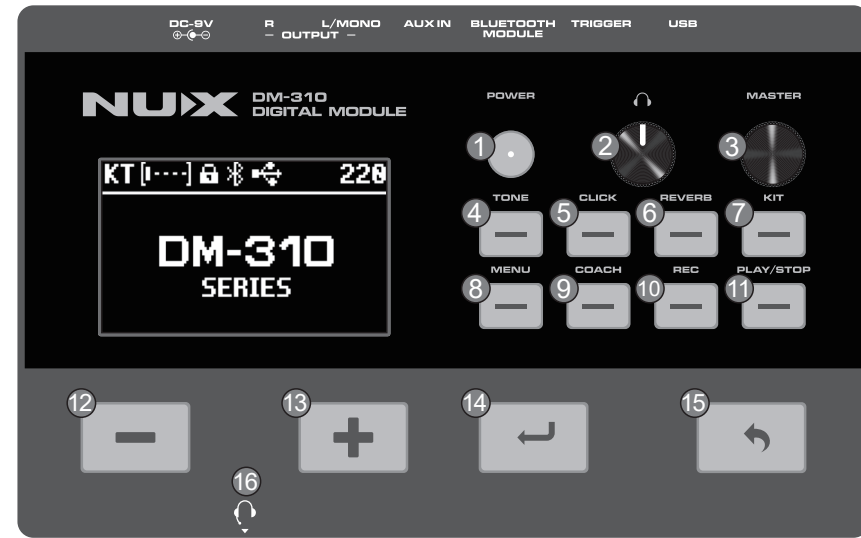 DC-9V R L/MONO AUX IN BLUETOOTH MODULE TRIGGER USB
– OUTPUT –
NUX DM-310
DIGITAL MODULE
POWER MASTER
1 2 3
KT 220
DM-310
SERIES
TONE CLICK REVERB KIT
4 5 6 7
MENU COACH REC PLAY/STOP
8 9 10 11
12 13 14 15
16